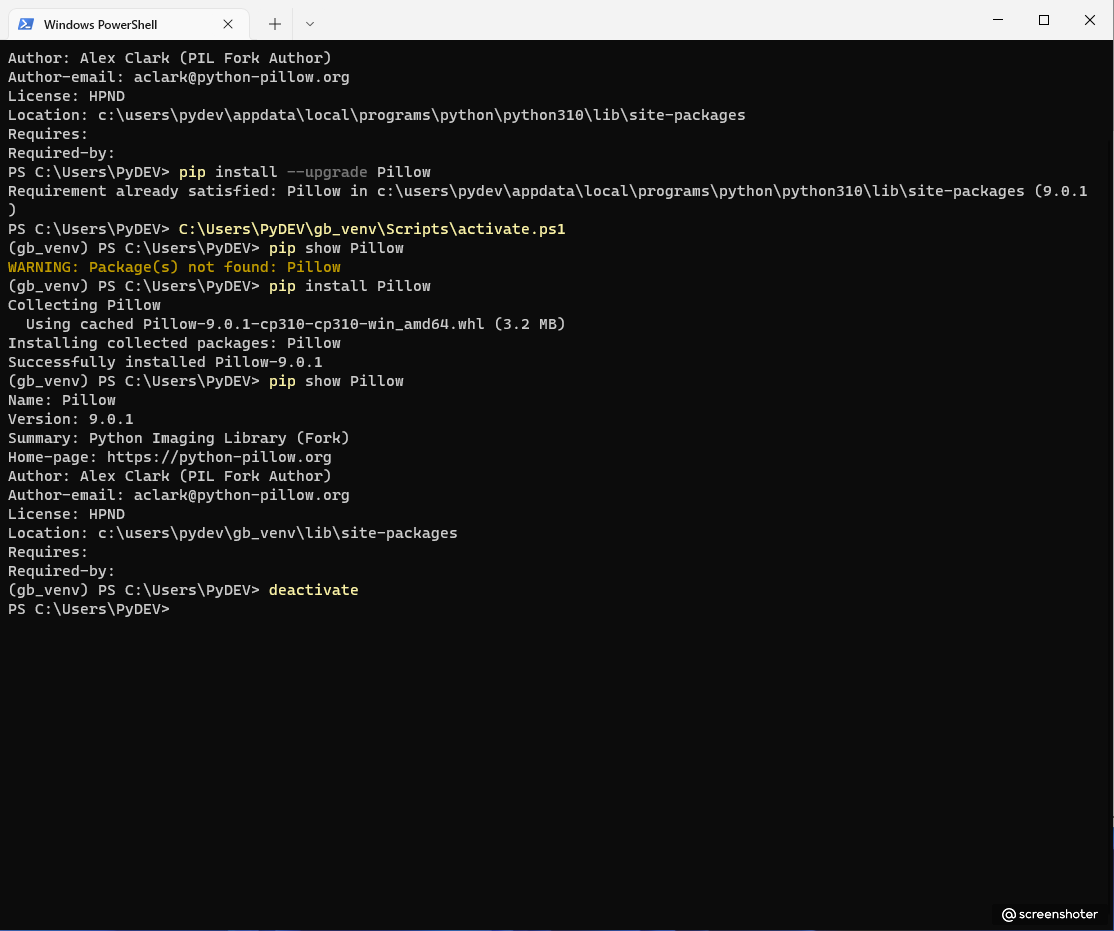 Windows PowerShell
Author: Alex Clark (PIL Fork Author)
Author-email: aclark@python-pillow.org
License: HPND
Location: c:\users\pydev\appdata\local\programs\python\python310\lib\site-packages
Requires:
Required-by:
PS C:\Users\PyDEV> pip install --upgrade Pillow
Requirement already satisfied: Pillow in c:\users\pydev\appdata\local\programs\python\python310\lib\site-packages (9.0.1
)
PS C:\Users\PyDEV> C:\Users\PyDEV\gb_venv\Scripts\activate.ps1
(gb_venv) PS C:\Users\PyDEV> pip show Pillow
WARNING: Package(s) not found: Pillow
(gb_venv) PS C:\Users\PyDEV> pip install Pillow
Collecting Pillow
  Using cached Pillow-9.0.1-cp310-cp310-win_amd64.whl (3.2 MB)
Installing collected packages: Pillow
Successfully installed Pillow-9.0.1
(gb_venv) PS C:\Users\PyDEV> pip show Pillow
Name: Pillow
Version: 9.0.1
Summary: Python Imaging Library (Fork)
Home-page: https://python-pillow.org
Author: Alex Clark (PIL Fork Author)
Author-email: aclark@python-pillow.org
License: HPND
Location: c:\users\pydev\gb_venv\lib\site-packages
Requires:
Required-by:
(gb_venv) PS C:\Users\PyDEV> deactivate
PS C:\Users\PyDEV>
@screenshoter